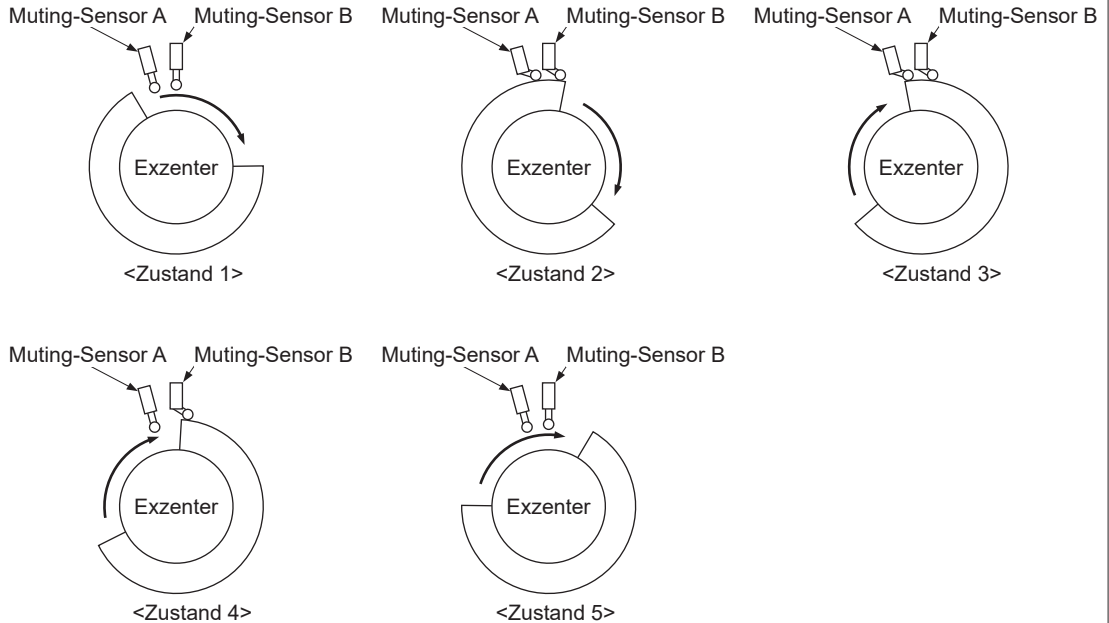 Muting-Sensor A Muting-Sensor B
Muting-Sensor A Muting-Sensor B
Muting-Sensor A Muting-Sensor B
Exzenter
Exzenter
Exzenter
<Zustand 1>
<Zustand 2>
<Zustand 3>
Muting-Sensor A Muting-Sensor B
Muting-Sensor A Muting-Sensor B
Exzenter
Exzenter
<Zustand 4>
<Zustand 5>